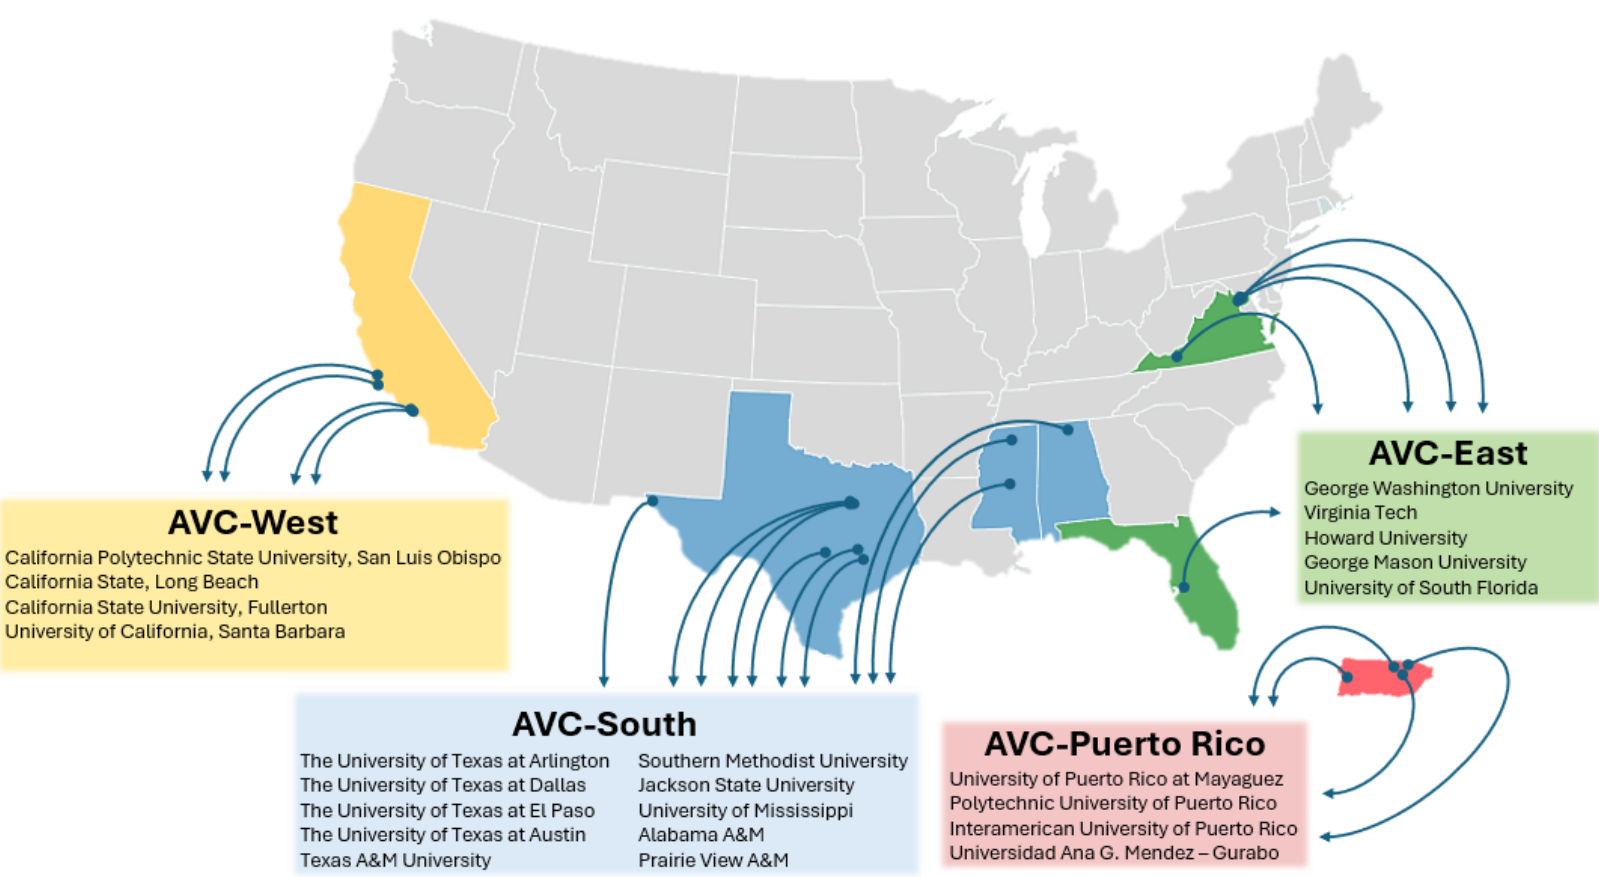 AVC-West
California Polytechnic State University, San Luis Obispo
California State, Long Beach
California State University, Fullerton
University of California, Santa Barbara
AVC-South
The University of Texas at Arlington
The University of Texas at Dallas
The University of Texas at El Paso
The University of Texas at Austin
Texas A&M University
Southern Methodist University
Jackson State University
University of Mississippi
Alabama A&M
Prairie View A&M
AVC-East
George Washington University
Virginia Tech
Howard University
George Mason University
University of South Florida
AVC-Puerto Rico
University of Puerto Rico at Mayaguez
Polytechnic University of Puerto Rico
Interamerican University of Puerto Rico
Universidad Ana G. Mendez – Gurabo